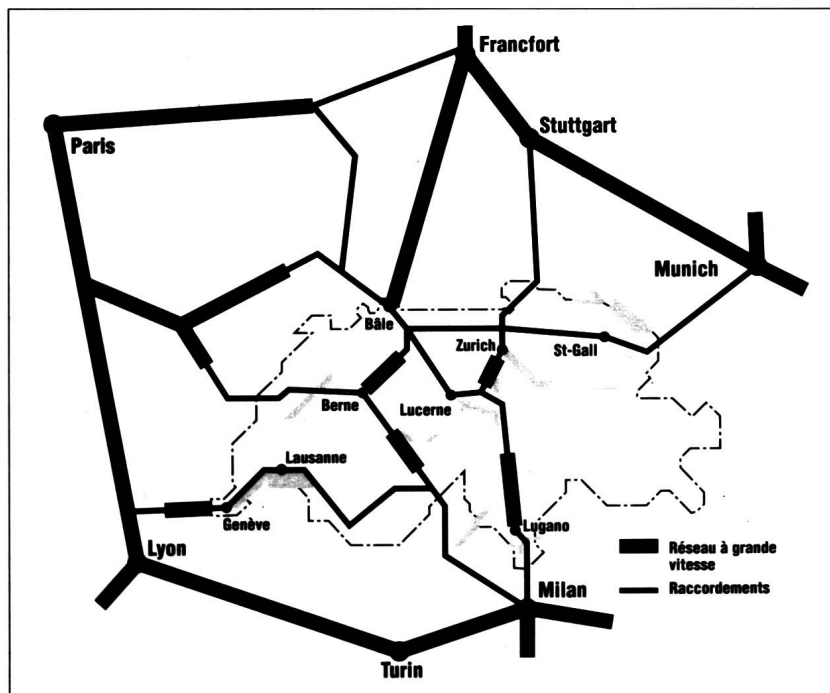 Francfort
Stuttgart
Paris
Munich
Bâle
Zurich
St-Gall
Berne
Lucerne
Lausanne
Genève
Lugano
Lyon
Réseau à grande
vitesse
Raccordements
Milan
Turin